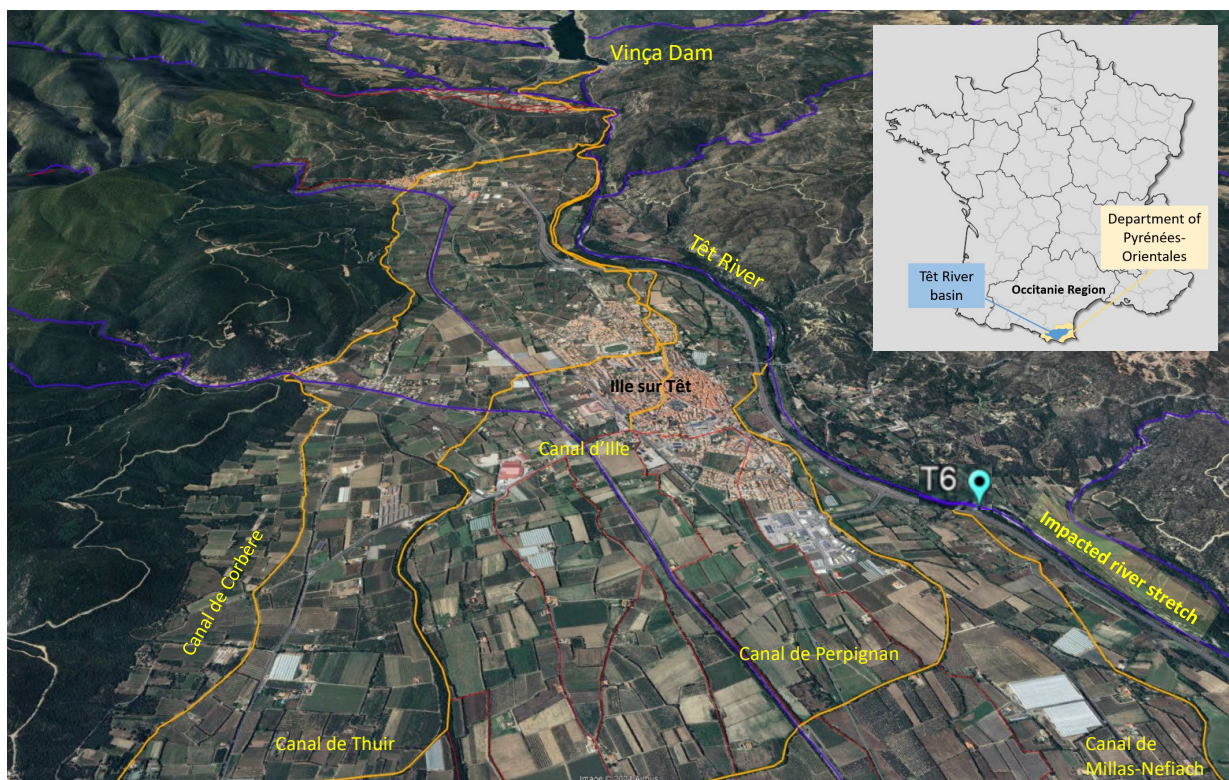 Vinça Dam
Department of
Pyrénées-
Orientales
Têt River
basin
Occitanie Region
Têt River
Ille sur Têt
Canal d'Ille
T6
Impacted river stretch
Canal de Corbère
Canal de Perpignan
Canal de Thuir
Canal de
Millas-Nefiach
Image © 2024 Airbus